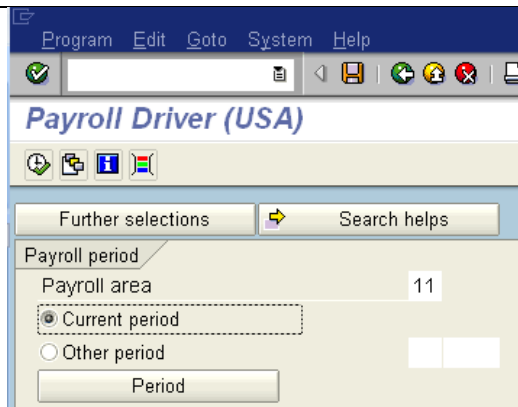 Program Edit Goto System Help
Payroll Driver (USA)
Further selections Search helps
Payroll period
Payroll area 11
Current period
Other period
Period